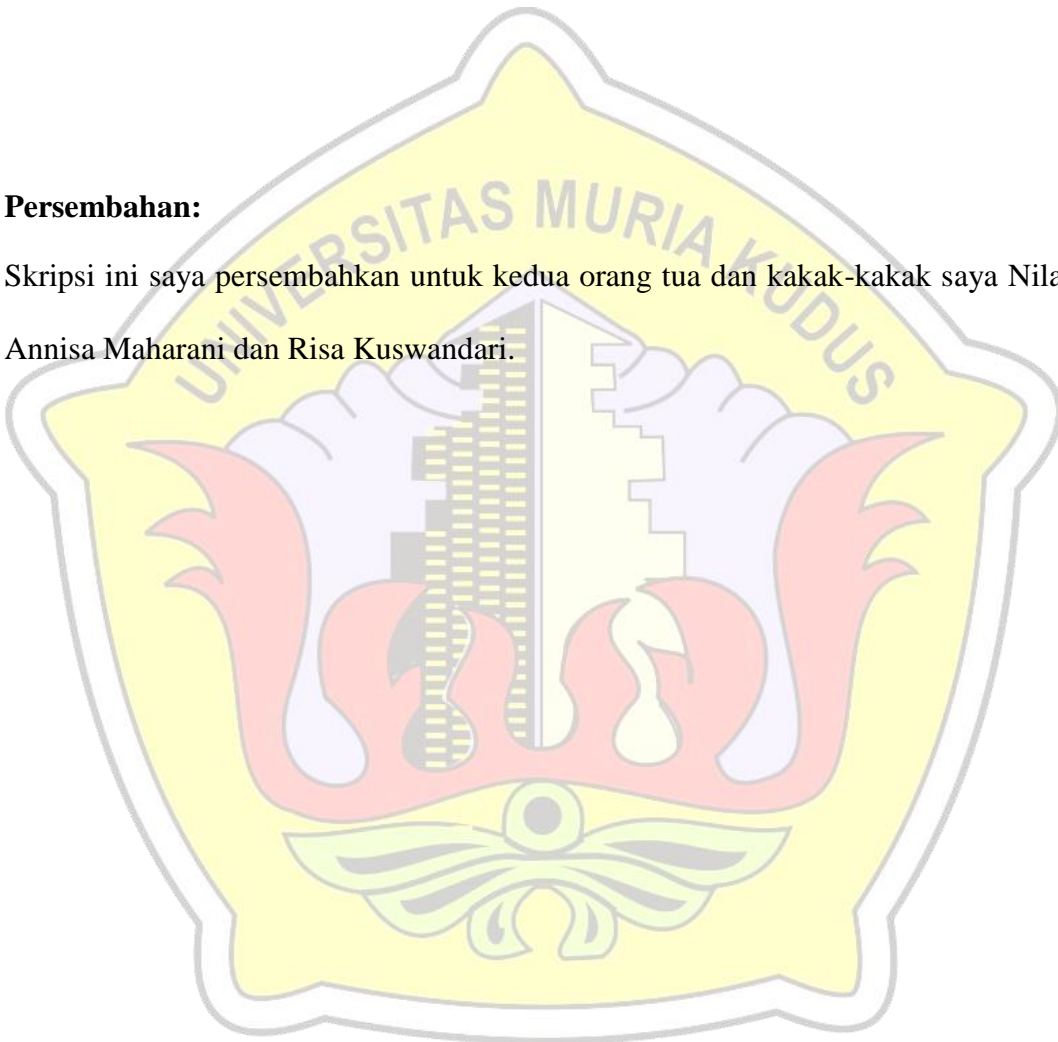 UNIVERSITAS MURIA KUDUS
Persembahan:
Skripsi ini saya persembahkan untuk kedua orang tua dan kakak-kakak saya Nila
Annisa Maharani dan Risa Kuswandari.